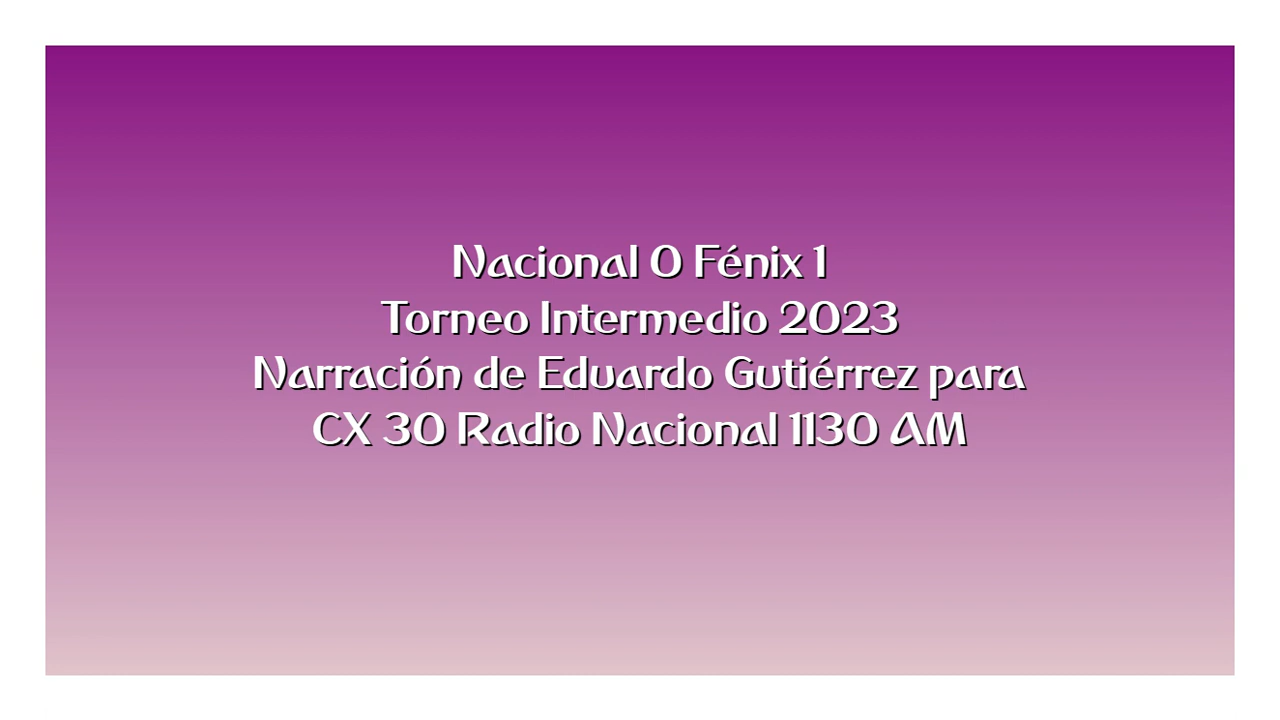 Nacional 0 Fénix 1
Torneo Intermedio 2023
Narración de Eduardo Gutiérrez para
CX 30 Radio Nacional 1130 AM